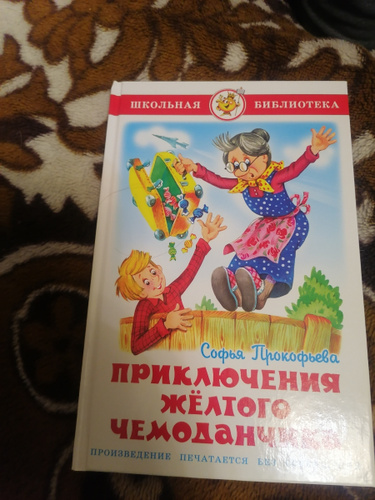 ШКОЛЬНАЯ БИБЛИОТЕКА
Софья Прокофьева
ПРИКЛЮЧЕНИЯ
ЖЁЛТОГО
ЧЕМОДАНЧИКА
ПРОИЗВЕДЕНИЕ ПЕЧАТАЕТСЯ